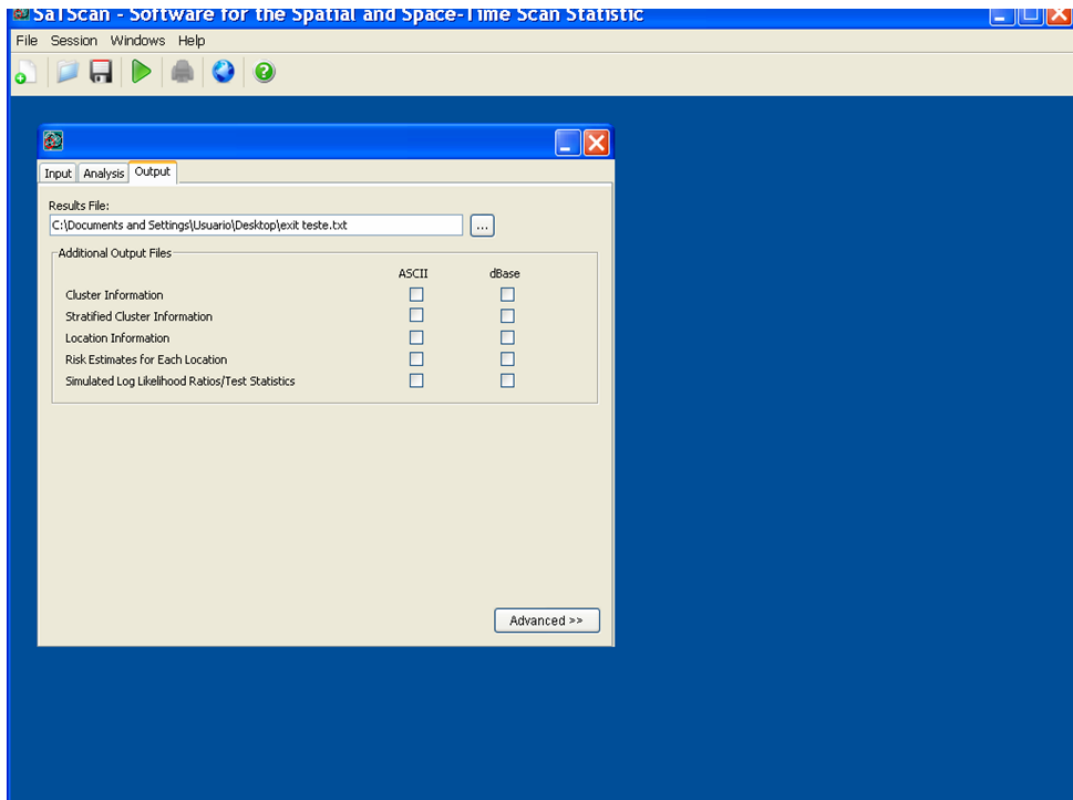 SaTScan - Software for the Spatial and Space-Time Scan Statistic
File Session Windows Help
Input Analysis Output
Results File:
C:\Documents and Settings\Usuario\Desktop\exit teste.txt
...
Additional Output Files
ASCII dBase
Cluster Information
Stratified Cluster Information
Location Information
Risk Estimates for Each Location
Simulated Log Likelihood Ratios/Test Statistics
Advanced >>